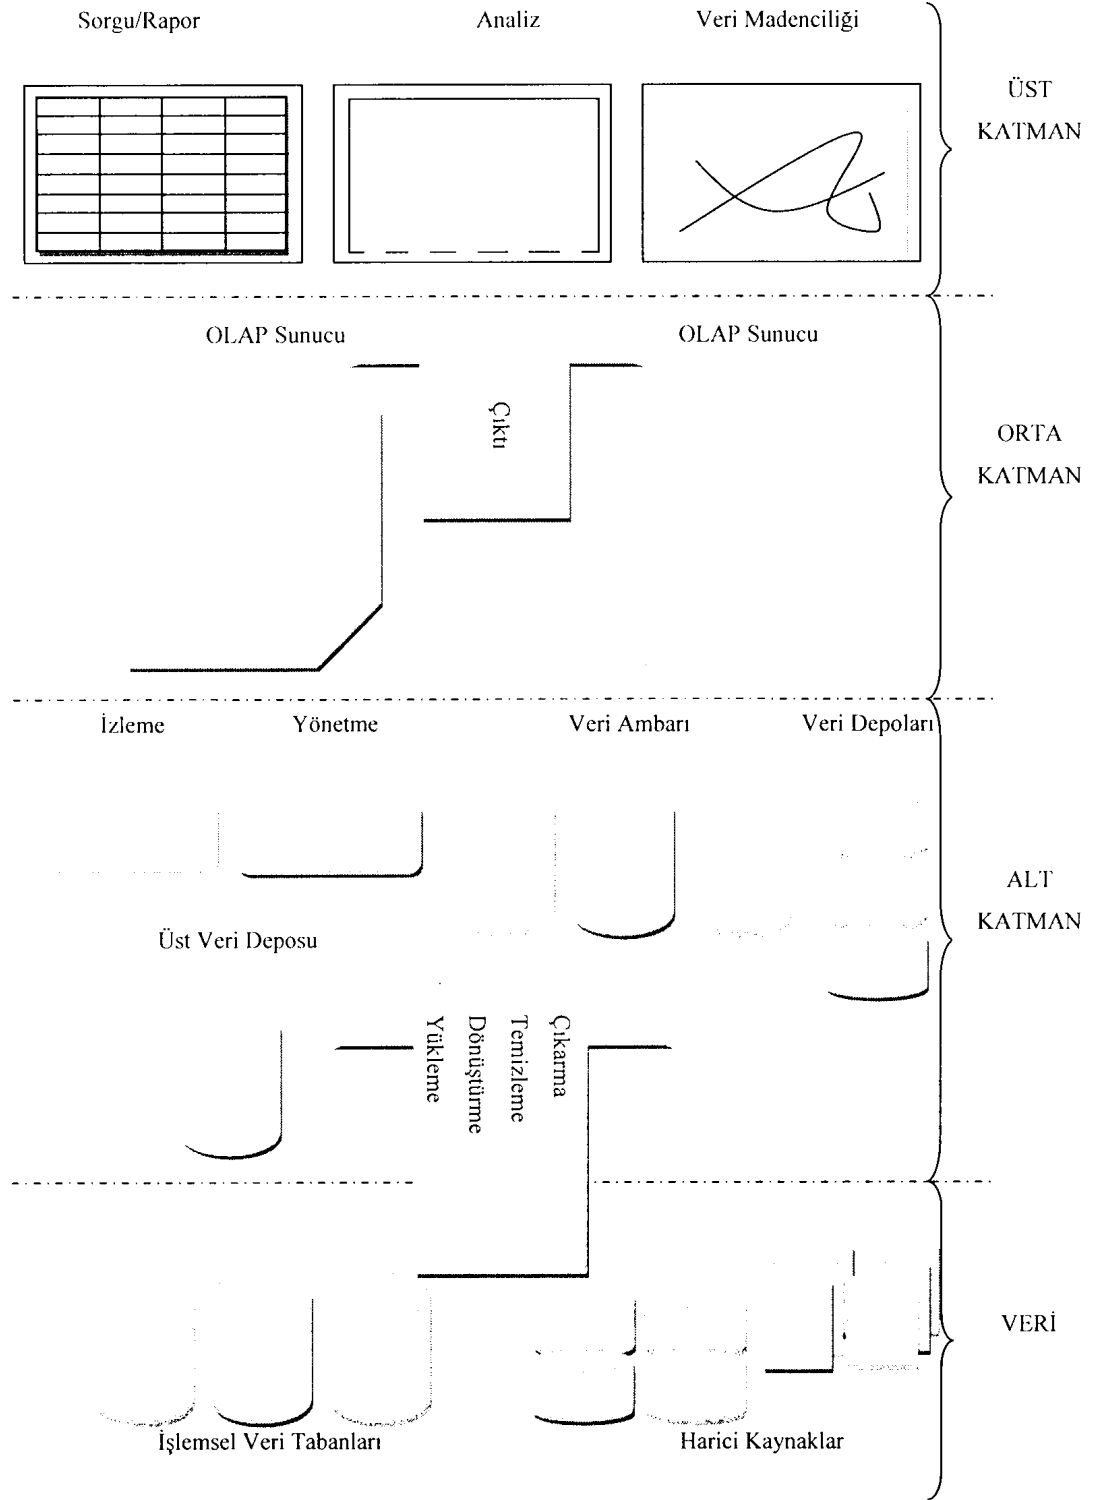 Sorgu/Rapor
Analiz
Veri Madenciliği
ÜST
KATMAN
OLAP Sunucu
OLAP Sunucu
Çıktı
ORTA
KATMAN
İzleme
Yönetme
Veri Ambarı
Veri Depoları
ALT
KATMAN
Üst Veri Deposu
Çıkarma
Temizleme
Dönüştürme
Yükleme
VERİ
İşlemsel Veri Tabanları
Harici Kaynaklar